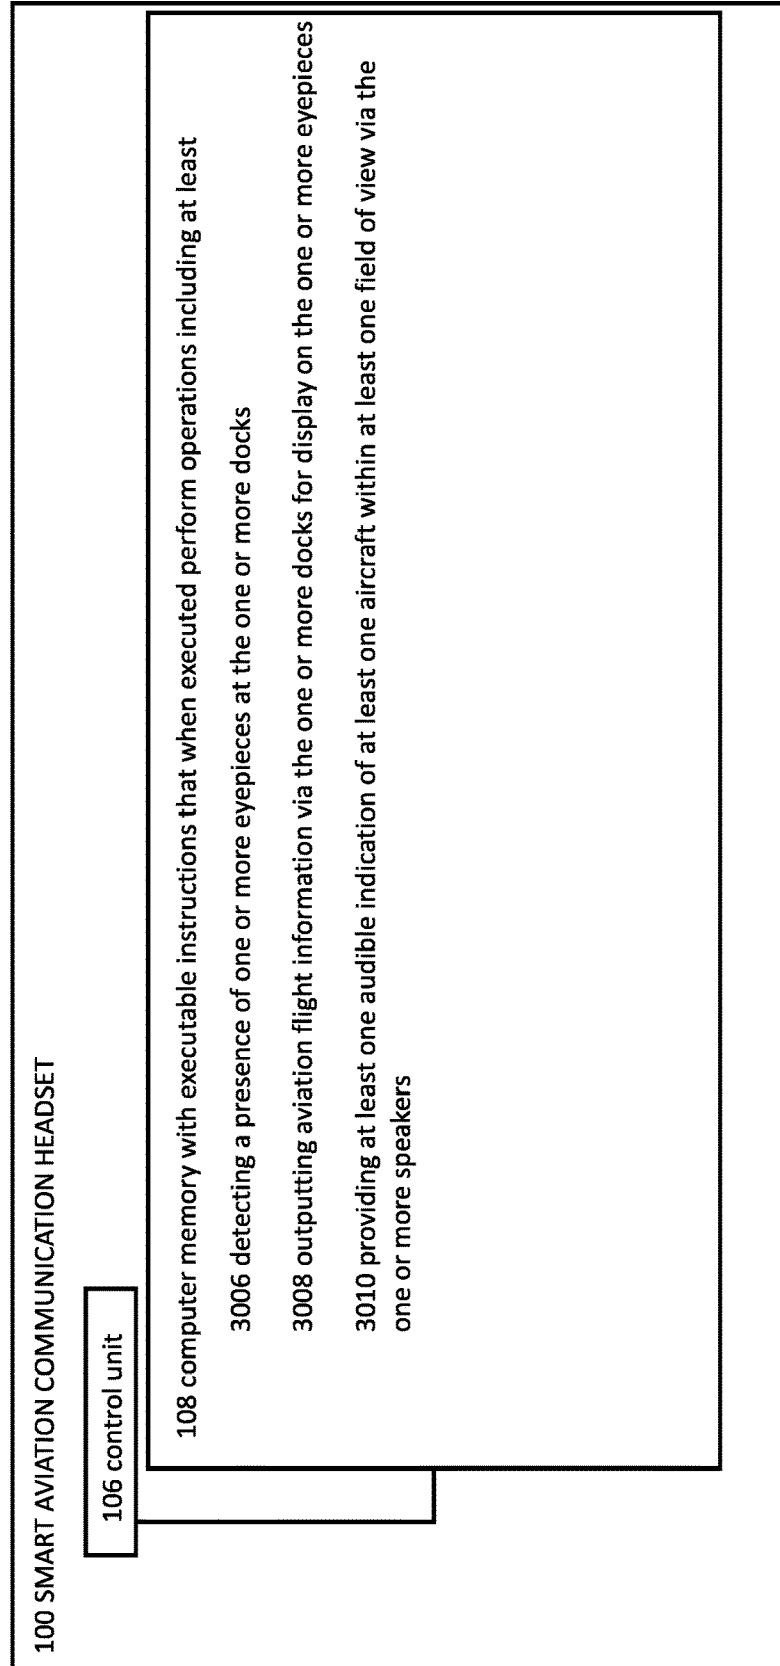 100 SMART AVIATION COMMUNICATION HEADSET
106 control unit
108 computer memory with executable instructions that when executed perform operations including at least
3006 detecting a presence of one or more eyepieces at the one or more docks
3008 outputting aviation flight information via the one or more docks for display on the one or more eyepieces
3010 providing at least one audible indication of at least one aircraft within at least one field of view via the
one or more speakers